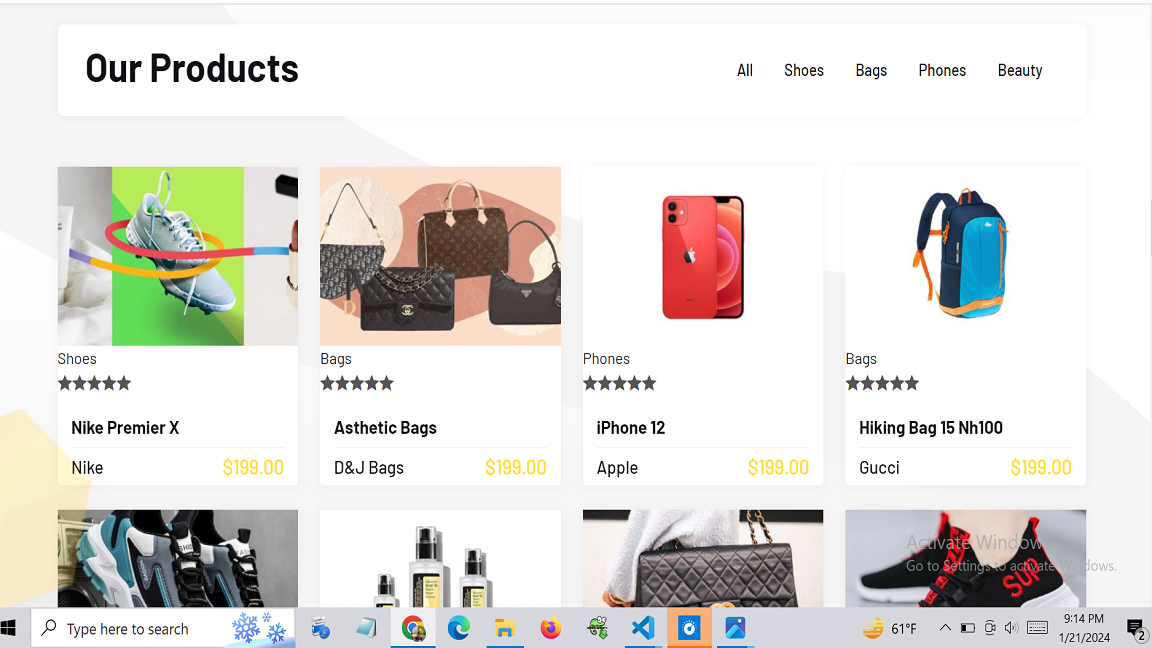 Our Products
All Shoes Bags Phones Beauty
Shoes
Bags
Phones
Bags
Nike Premier X
Asthetic Bags
iPhone 12
Hiking Bag 15 Nh100
Nike $199.00
D&J Bags $199.00
Apple $199.00
Gucci $199.00
SUP
Activate Windows
Go to Settings to activate Windows.
Type here to search
61°F
9:14 PM
1/21/2024
2